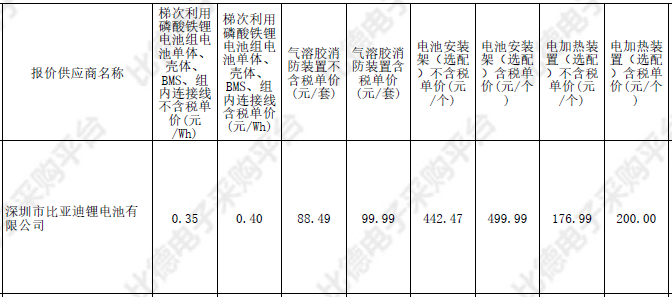 报价供应商名称
梯次利用
磷酸铁锂
电池组电
池单体、
壳体、
BMS、组
内连接线
不含税单
价(元
/Wh)
梯次利用
磷酸铁锂
电池组电
池单体、
壳体、
BMS、组
内连接线
含税单价
(元/Wh)
气溶胶消
防装置不
含税单价
(元/套)
气溶胶消
防装置含
税单价
(元/套)
电池安装
架（选配
）不含税
单价(元
/个)
电池安装
架（选配
）含税单
价(元/个
)
电加热装
置（选配
）不含税
单价(元
/个)
电加热装
置（选配
）含税单
价(元/个
)
深圳市比亚迪锂电池有
限公司
0.35
0.40
88.49
99.99
442.47
499.99
176.99
200.00
比德电子采购平台